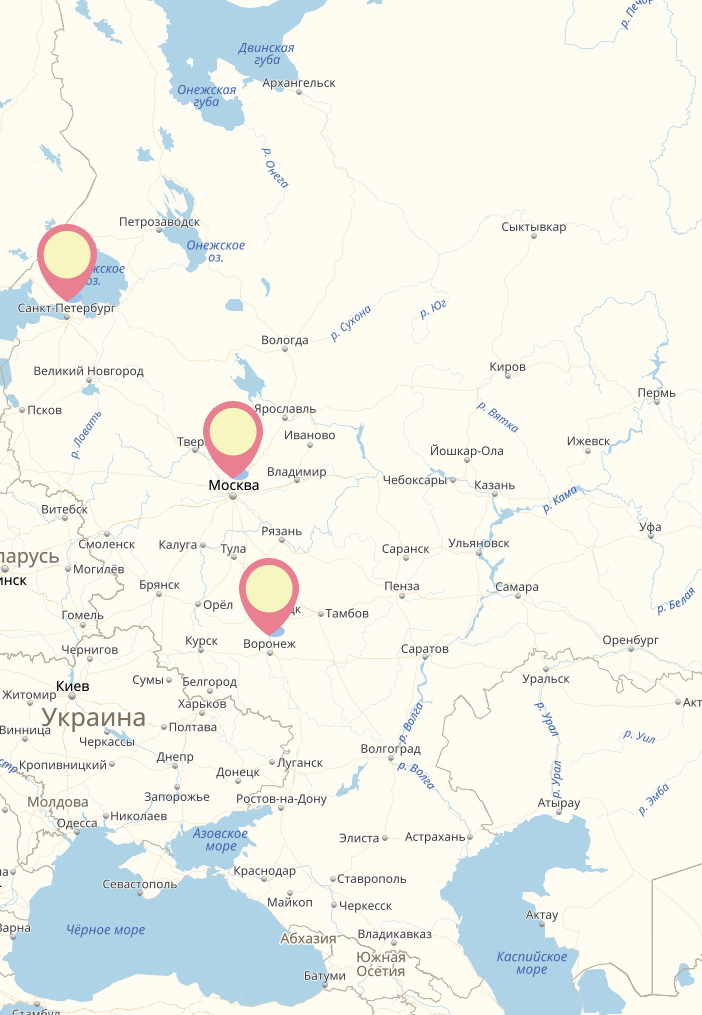 р. Печор
Двинская
губа
Архангельск
Онежская
губа
р. Онега
Петрозаводск
Сыктывкар
Онежское
оз.
жское
оз.
Санкт-Петербург
р. Сухона
р. Юг
Вологда
Великий Новгород
Киров
Пермь
Псков
Ярославль
р. Вятка
р. Ловать
Твер
Иваново
Ижевск
Йошкар-Ола
Владимир
Чебоксары
Москва
Казань
р. Кама
Витебск
Рязань
Уфа
Смоленск
Калуга
Тула
Саранск
Ульяновск
ларусь
Могилёв
инск
Брянск
Пенза
Самара
р. Белая
Орёл
цк
Тамбов
Гомель
Курск
Воронеж
Саратов
Оренбург
Чернигов
Сумы
Белгород
Уральск
Киев
Житомир
Харьков
Акт
Украина
р. Волга
р. Урал
Винница
Полтава
р. Уил
Черкассы
Волгоград
Кропивницкий
Днепр
Луганск
стр.
Донецк
р. Волга
р. Урал
р. Эмба
Запорожье
Ростов-на-Дону
Атырау
Молдова
Николаев
Одесса
Азовское
море
Элиста
Астрахань
Краснодар
Ставрополь
Севастополь
Майкоп
Черкесск
Актау
Варна
Чёрное море
Абхазия
Владикавказ
Южная
Осетия
Каспийское
море
Батуми
Стамбул